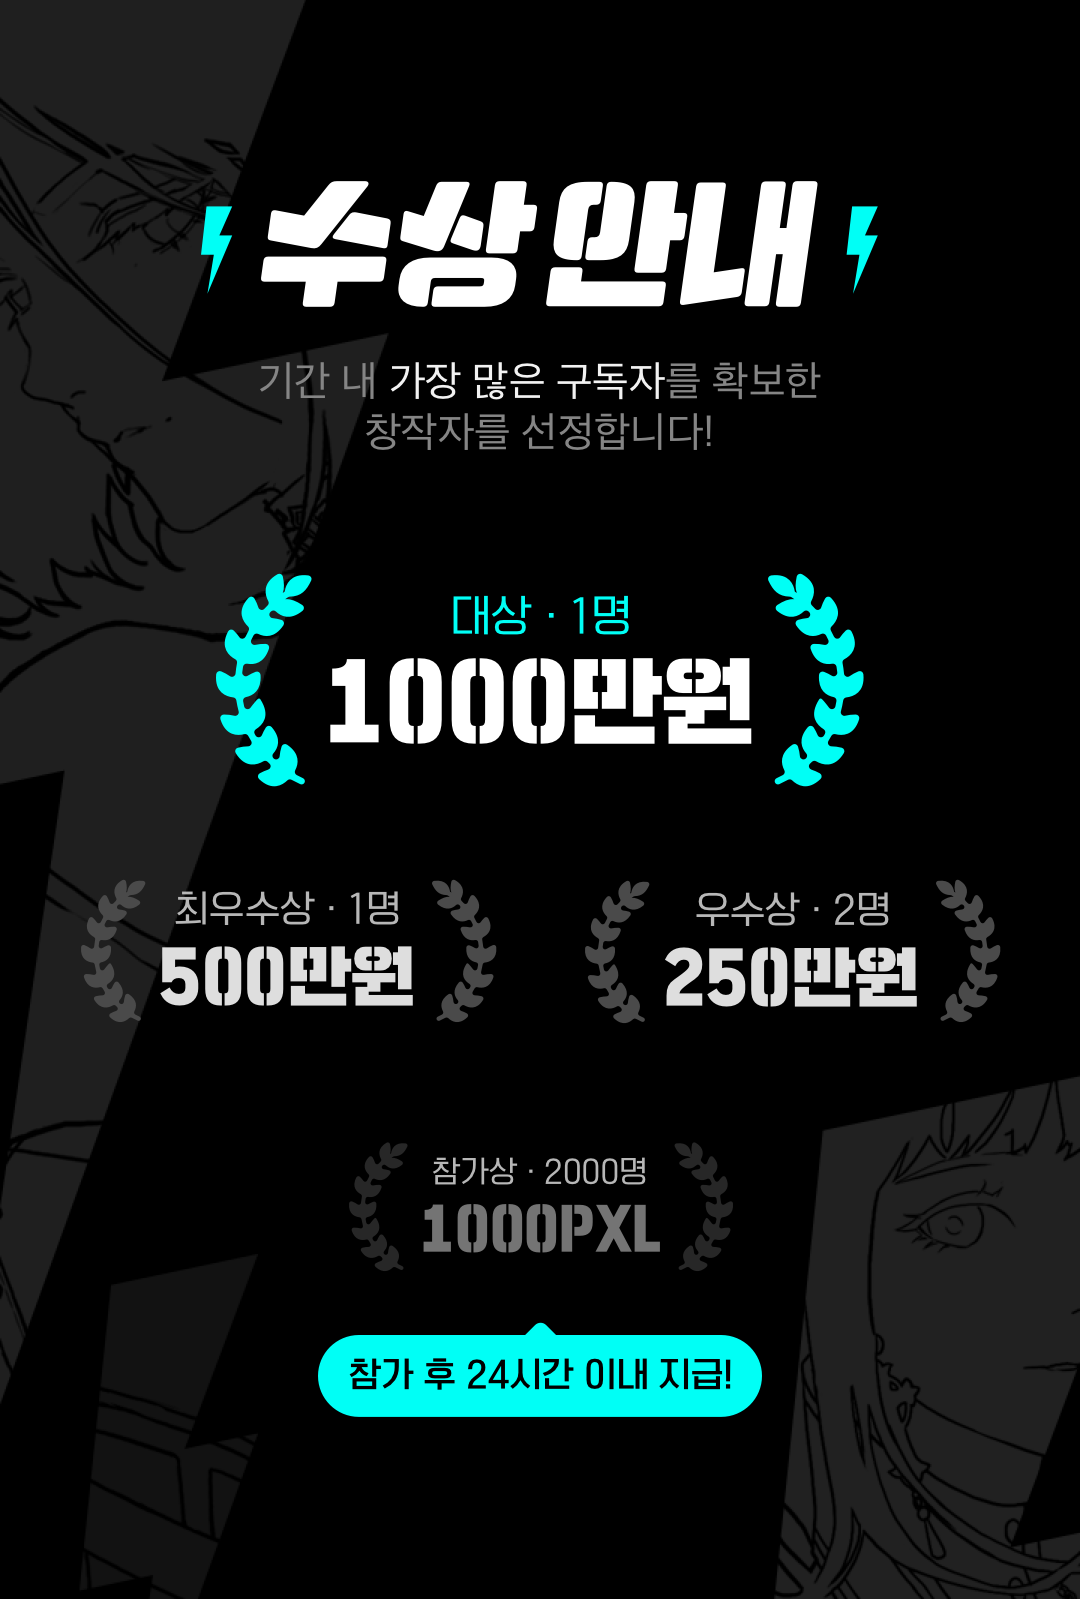 수상 안내
기간 내 가장 많은 구독자를 확보한
창작자를 선정합니다!
대상 · 1명
1000만원
최우수상 · 1명
500만원
우수상 · 2명
250만원
참가상 · 2000명
1000PXL
참가 후 24시간 이내 지급!